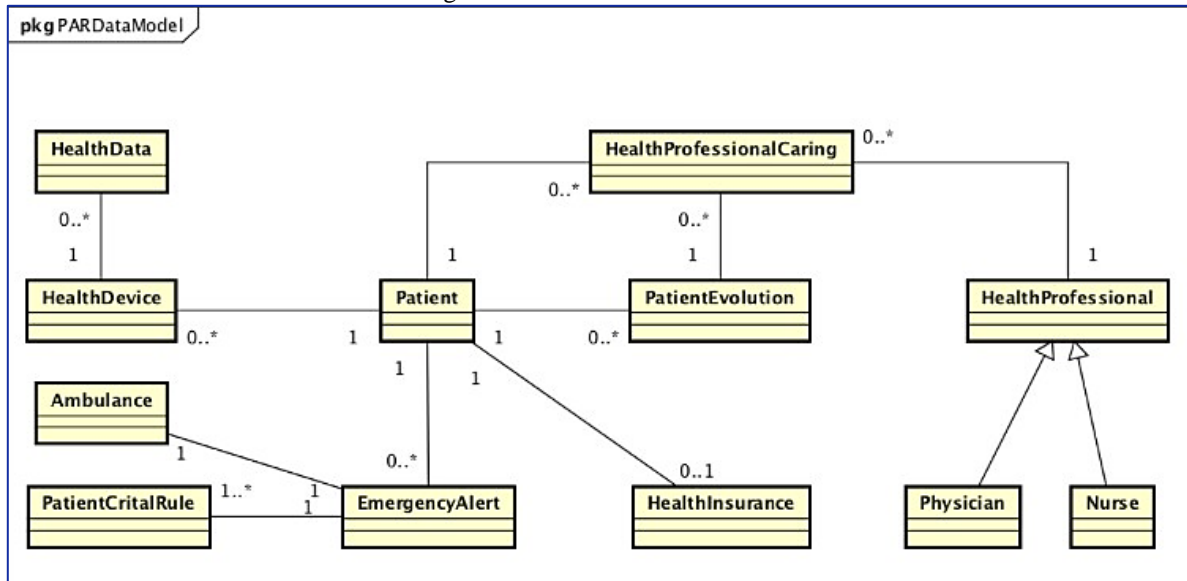 pkg PARDataModel
HealthData
HealthProfessionalCaring
0..*
0..*
0..*
0..*
1
1
1
1
HealthDevice
Patient
PatientEvolution
HealthProfessional
0..*
1
1
0..*
1
1
Ambulance
1
0..*
0..1
PatientCritalRule
1..*
1
1
EmergencyAlert
HealthInsurance
Physician
Nurse